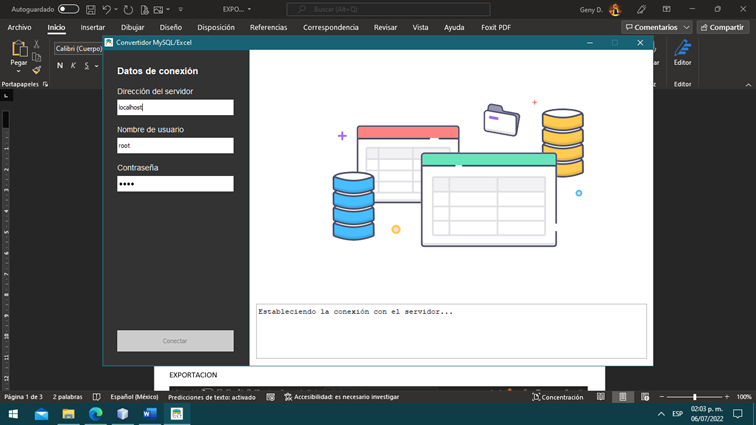 Autoguardado
EXPO...
Buscar (Alt+Q)
Geny D.
Archivo Inicio Insertar Dibujar Diseño Disposición Referencias Correspondencia Revisar Vista Ayuda Foxit PDF Comentarios Compartir
Pegar
Calibri (Cuerpo)
N K S
Portapapeles
Editor
Editor
Convertidor MySQL/Excel
Datos de conexión
Dirección del servidor
localhost
Nombre de usuario
root
Contraseña
••••
Conectar
Estableciendo la conexión con el servidor...
EXPORTACION
Página 1 de 3 2 palabras Español (México) Predicciones de texto: activado Accesibilidad: es necesario investigar Concentración 100%
ESP
02:03 p. m.
06/07/2022